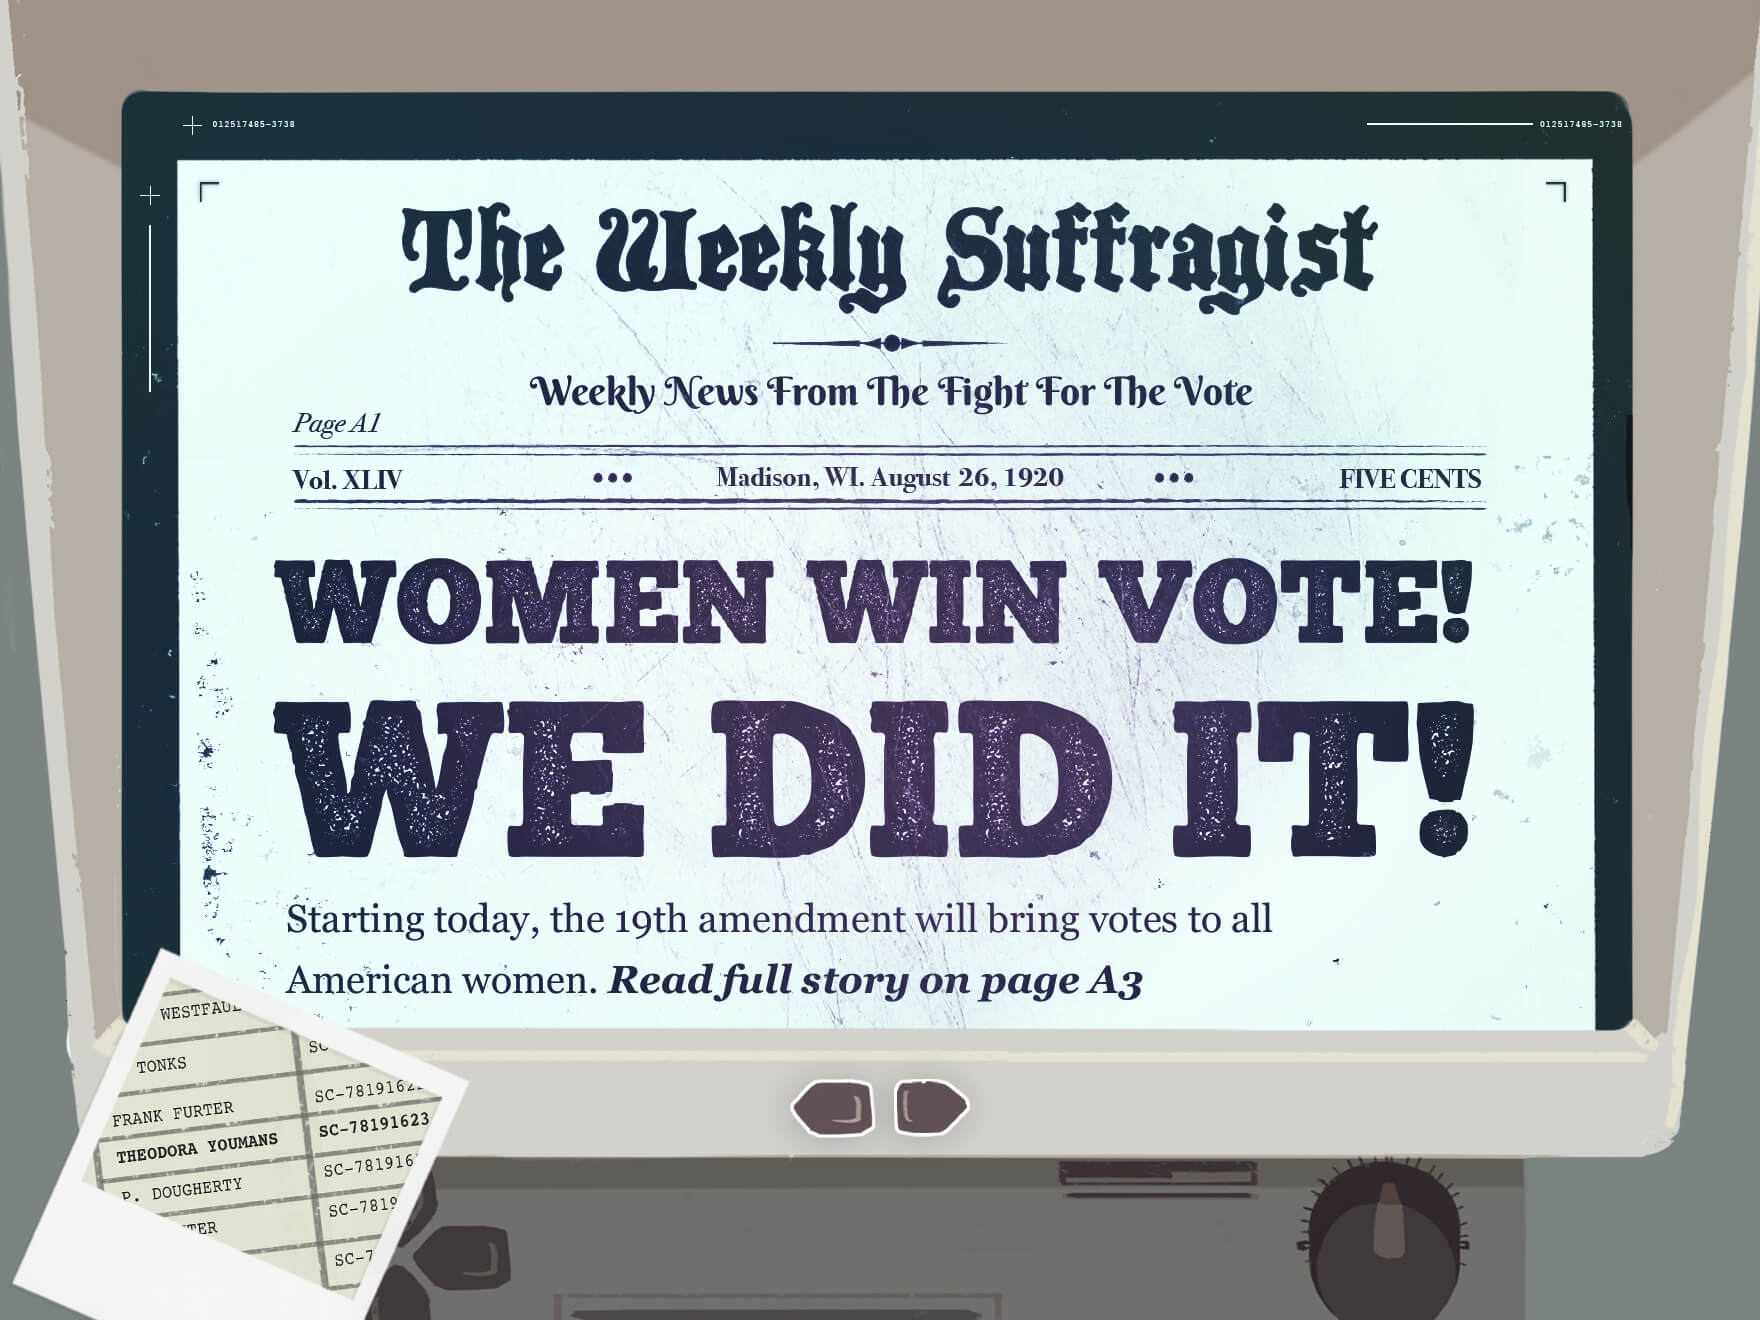 012517485-3738
012517485-3738
The Weekly Suffragist
Weekly News From The Fight For The Vote
Page A1
Vol. XLIV ••• Madison, WI. August 26, 1920 ••• FIVE CENTS
WOMEN WIN VOTE!
WE DID IT!
Starting today, the 19th amendment will bring votes to all
American women. Read full story on page A3
TONKS
FRANK FURTER
THEODORA YOUMANS SC-78191623
P. DOUGHERTY